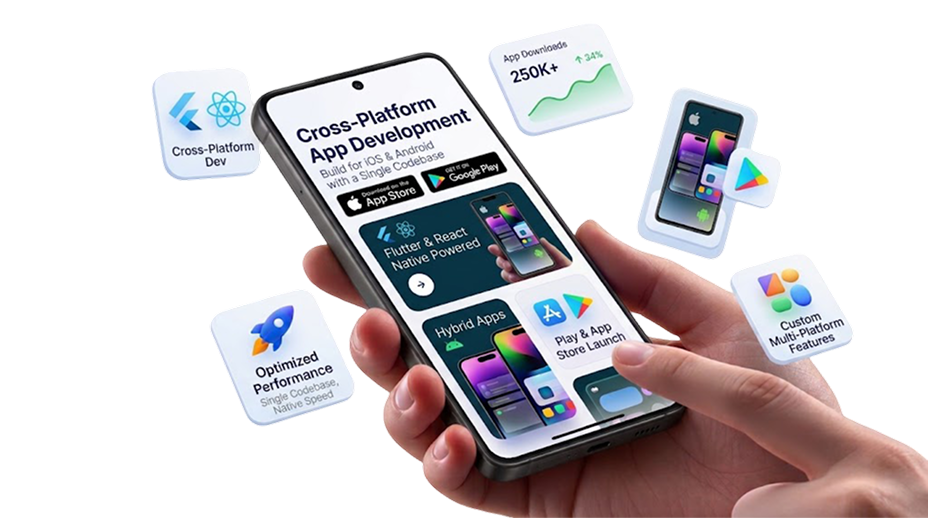 App Downloads
↑ 34%
250K+
Cross-Platform
Dev
Cross-Platform
App Development
Build for iOS & Android
with a Single Codebase
Download on the
App Store
GET IT ON
Google Play
Flutter & React
Native Powered
Hybrid Apps
Play & App
Store Launch
Optimized
Performance
Single Codebase,
Native Speed
Custom
Multi-Platform
Features